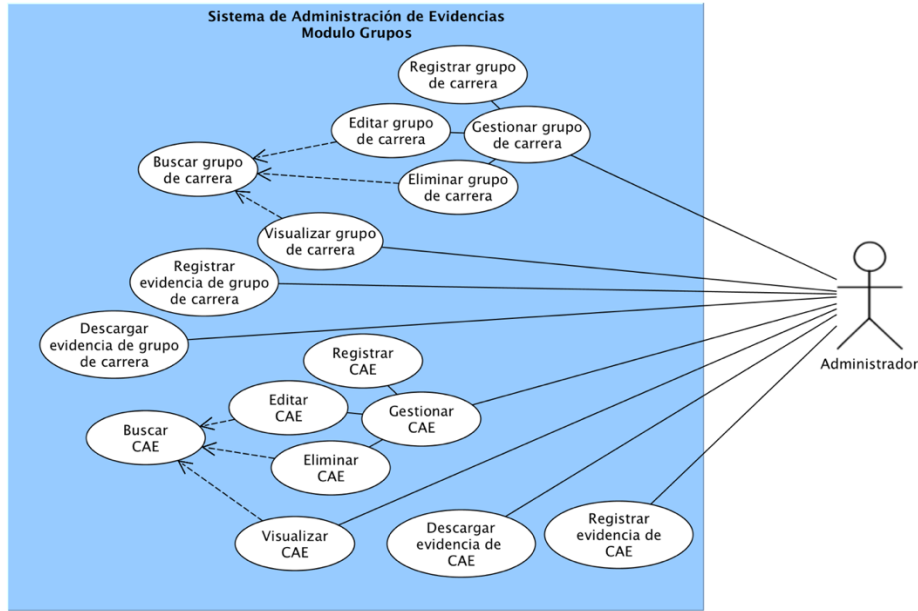 Sistema de Administración de Evidencias
Modulo Grupos
Registrar grupo
de carrera
Editar grupo
de carrera
Gestionar grupo
de carrera
Buscar grupo
de carrera
Eliminar grupo
de carrera
Visualizar grupo
de carrera
Registrar
evidencia de grupo
de carrera
Descargar
evidencia de grupo
de carrera
Administrador
Registrar
CAE
Editar
CAE
Gestionar
CAE
Buscar
CAE
Eliminar
CAE
Visualizar
CAE
Descargar
evidencia de
CAE
Registrar
evidencia de
CAE